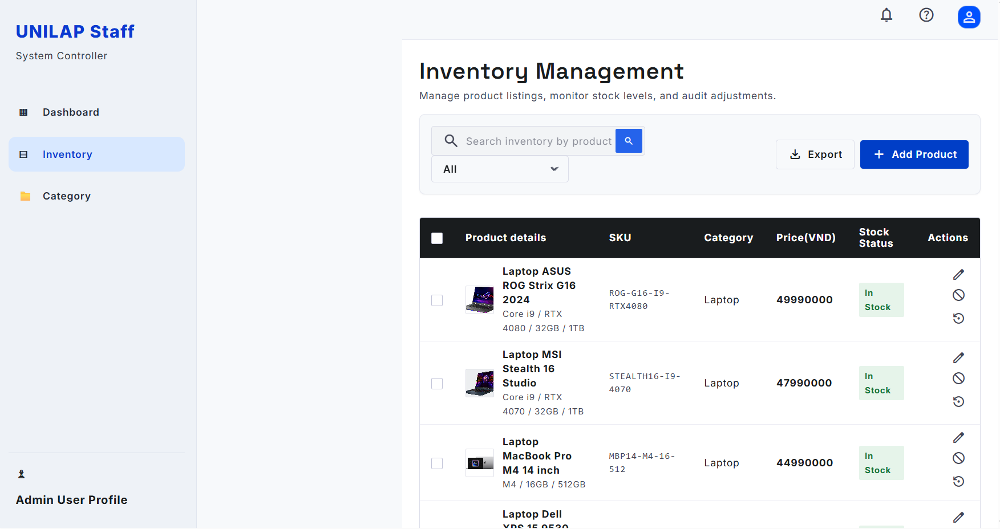 UNILAP Staff
System Controller
Dashboard
Inventory
Category
Admin User Profile
Inventory Management
Manage product listings, monitor stock levels, and audit adjustments.
Search inventory by product
All
Export
Add Product
Product details
SKU
Category
Price(VND)
Stock
Status
Actions
Laptop ASUS
ROG Strix G16
2024
Core i9 / RTX
4080 / 32GB / 1TB
ROG-G16-I9-
RTX4080
Laptop
49990000
In
Stock
Laptop MSI
Stealth 16
Studio
Core i9 / RTX
4070 / 32GB / 1TB
STEALTH16-I9-
4070
Laptop
47990000
In
Stock
Laptop
MacBook Pro
M4 14 inch
M4 / 16GB / 512GB
MBP14-M4-16-
512
Laptop
44990000
In
Stock
Laptop Dell
XPS 15 9530